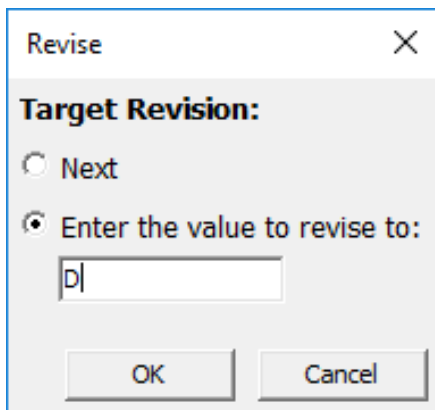 Revise
Target Revision:
Next
Enter the value to revise to:
D
OK Cancel